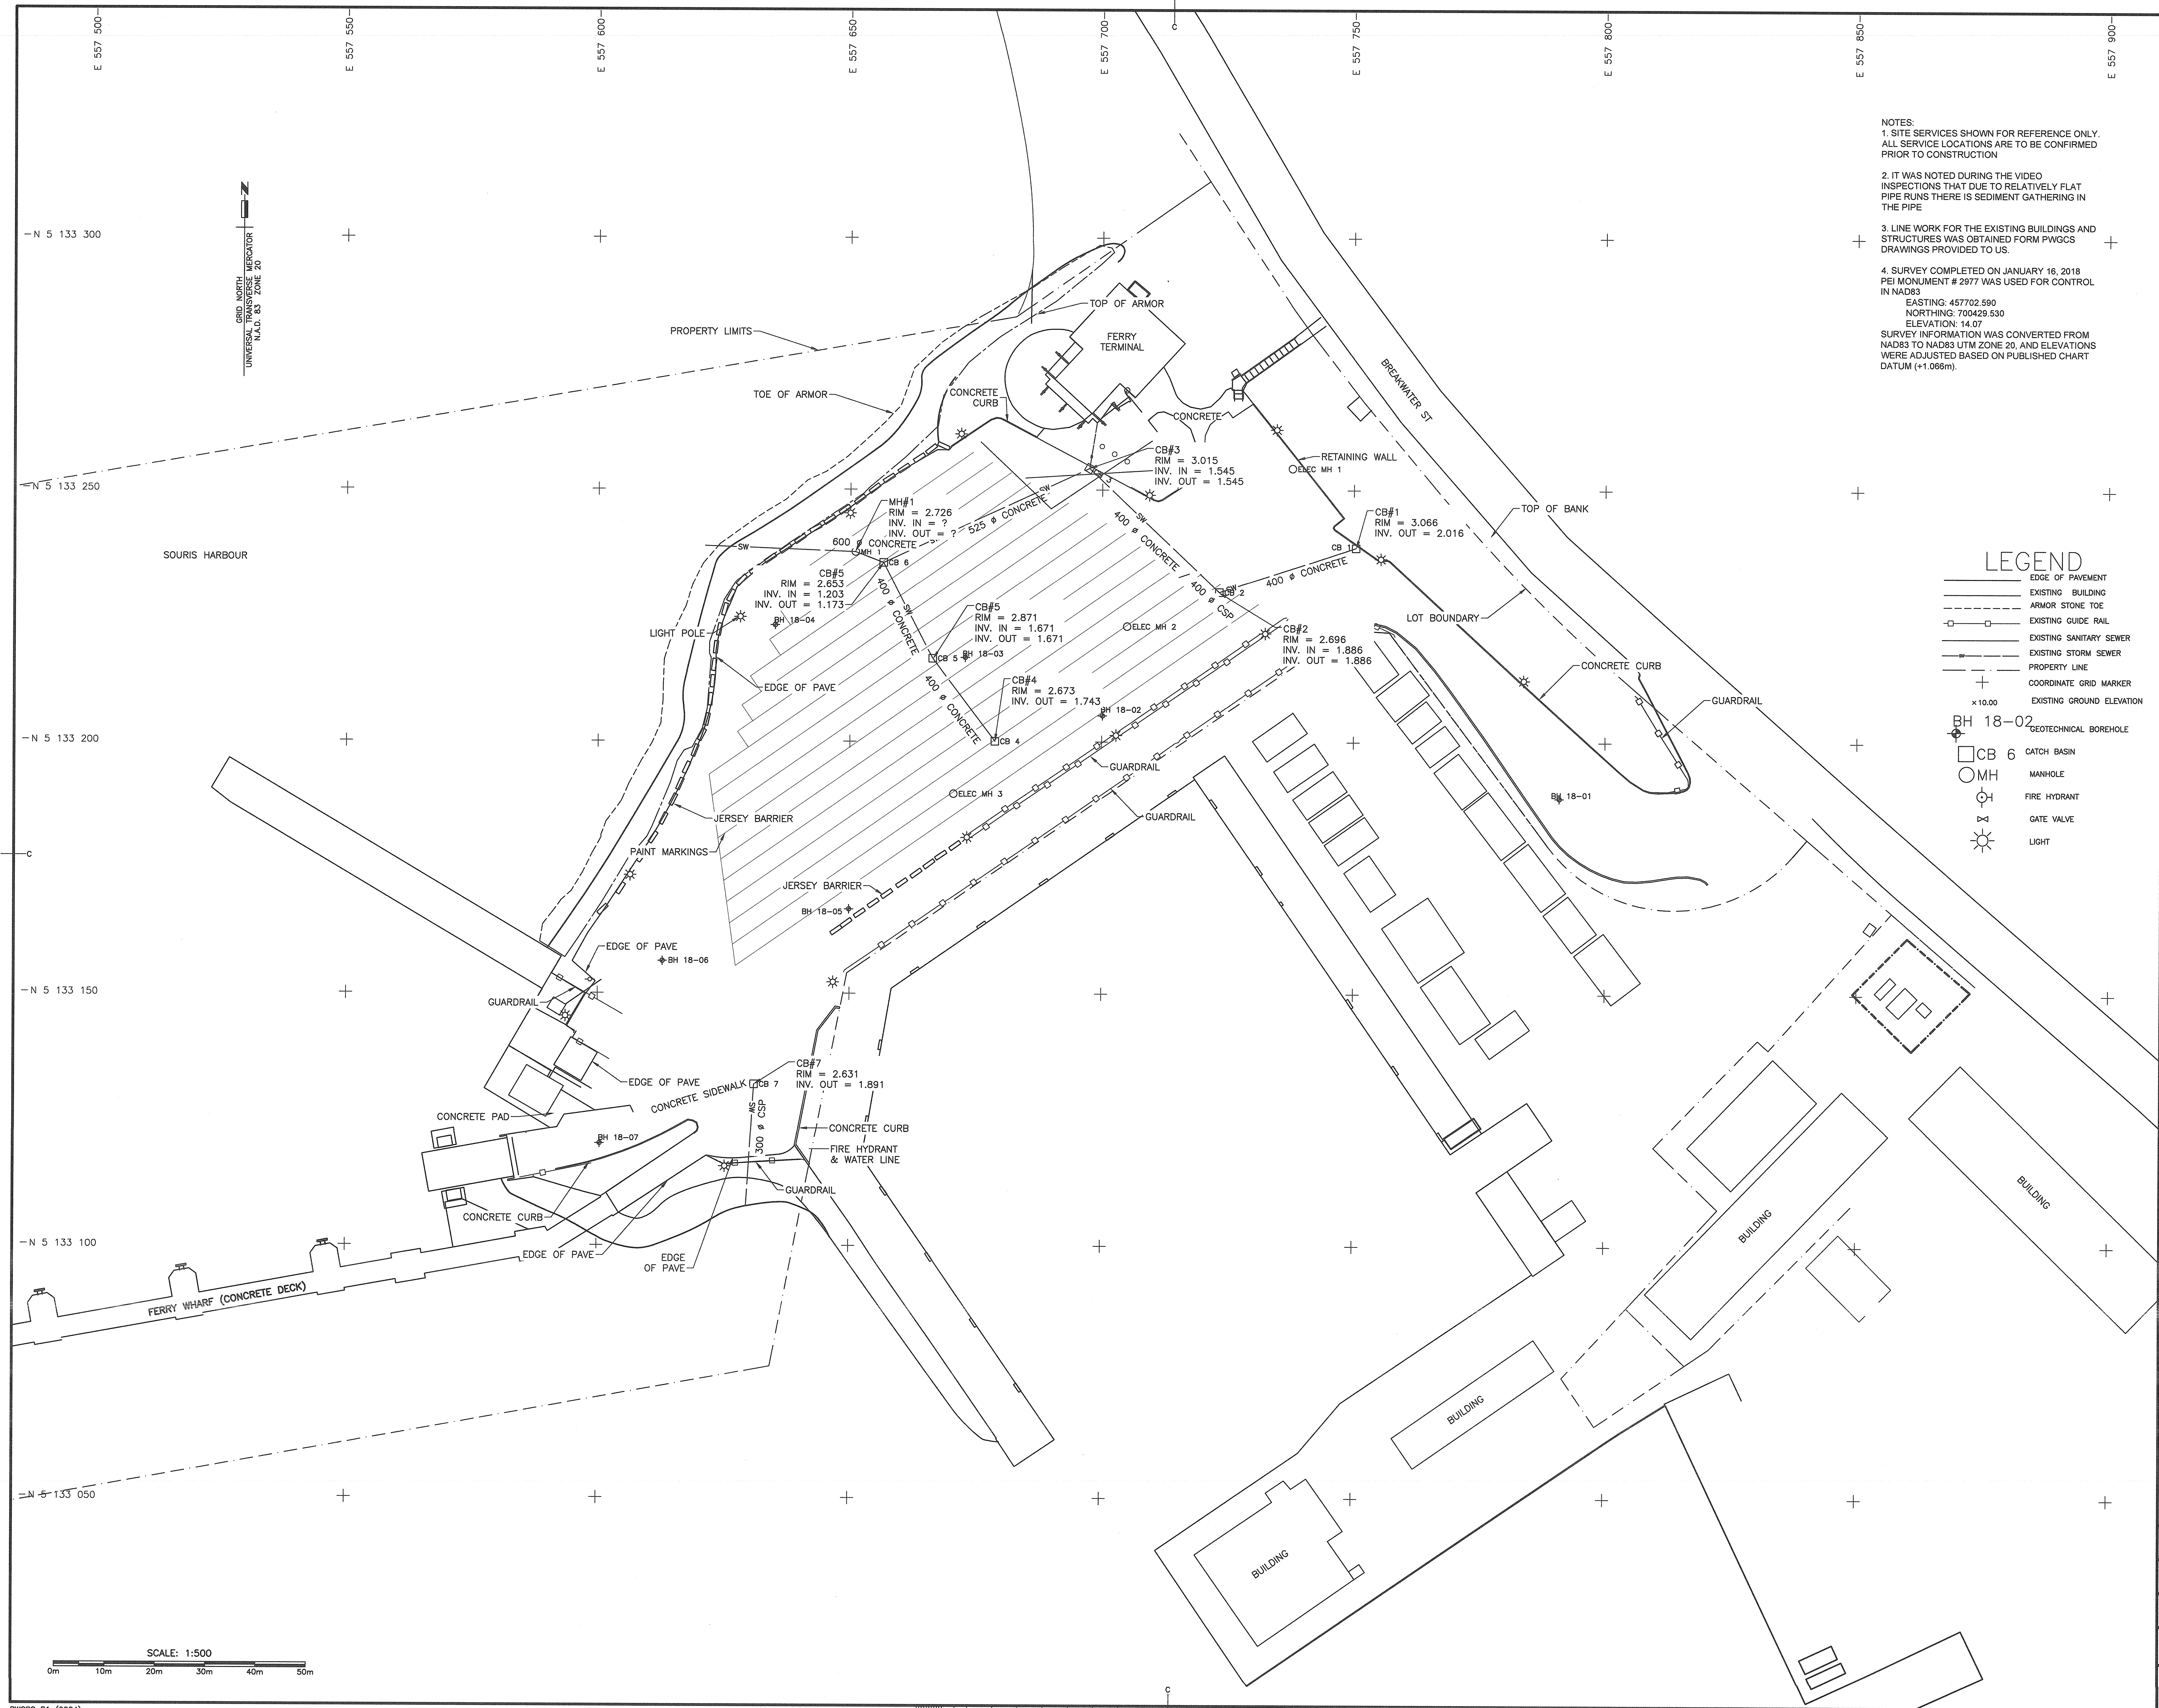 E 557 500
E 557 550
E 557 600
E 557 650
E 557 700
C
E 557 750
E 557 800
E 557 850
E 557 900
NOTES:
1. SITE SERVICES SHOWN FOR REFERENCE ONLY.
ALL SERVICE LOCATIONS ARE TO BE CONFIRMED
PRIOR TO CONSTRUCTION
2. IT WAS NOTED DURING THE VIDEO
INSPECTIONS THAT DUE TO RELATIVELY FLAT
PIPE RUNS THERE IS SEDIMENT GATHERING IN
THE PIPE
3. LINE WORK FOR THE EXISTING BUILDINGS AND
STRUCTURES WAS OBTAINED FORM PWGCS
DRAWINGS PROVIDED TO US.
4. SURVEY COMPLETED ON JANUARY 16, 2018
PEI MONUMENT # 2977 WAS USED FOR CONTROL
IN NAD83
EASTING: 457702.590
NORTHING: 700429.530
ELEVATION: 14.07
SURVEY INFORMATION WAS CONVERTED FROM
NAD83 TO NAD83 UTM ZONE 20, AND ELEVATIONS
WERE ADJUSTED BASED ON PUBLISHED CHART
DATUM (+1.066m).
N
GRID NORTH
UNIVERSAL TRANSVERSE MERCATOR
N.A.D. 83 ZONE 20
N 5 133 300
TOP OF ARMOR
PROPERTY LIMITS
FERRY
TERMINAL
BREAKWATER ST
TOE OF ARMOR
CONCRETE
CURB
CONCRETE
CB#3
RIM = 3.015
INV. IN = 1.545
INV. OUT = 1.545
RETAINING WALL
ELEC MH 1
N 5 133 250
SW
MH#1
RIM = 2.726
INV. IN = ?
INV. OUT = ?
525 ø CONCRETE
SW
400 ø CONCRETE
CB#1
RIM = 3.066
INV. OUT = 2.016
TOP OF BANK
SOURIS HARBOUR
SW
600 ø CONCRETE
MH 1
CB 1
CB 6
CB#5
RIM = 2.653
INV. IN = 1.203
INV. OUT = 1.173
400 ø CONCRETE
SW
400 ø CONCRETE
SW
CB 2
400 ø CSP
CB#5
RIM = 2.871
INV. IN = 1.671
INV. OUT = 1.671
BH 18-04
LIGHT POLE
ELEC MH 2
LOT BOUNDARY
CB#2
RIM = 2.696
INV. IN = 1.886
INV. OUT = 1.886
LEGEND
EDGE OF PAVEMENT
EXISTING BUILDING
ARMOR STONE TOE
EXISTING GUIDE RAIL
EXISTING SANITARY SEWER
SW
EXISTING STORM SEWER
PROPERTY LINE
COORDINATE GRID MARKER
×10.00
EXISTING GROUND ELEVATION
BH 18-02
GEOTECHNICAL BOREHOLE
CB 6
CATCH BASIN
MH
MANHOLE
FIRE HYDRANT
GATE VALVE
LIGHT
CB 5
BH 18-03
CONCRETE CURB
EDGE OF PAVE
400 ø CONCRETE
CB#4
RIM = 2.673
INV. OUT = 1.743
BH 18-02
GUARDRAIL
N 5 133 200
CB 4
GUARDRAIL
ELEC MH 3
BH 18-01
JERSEY BARRIER
GUARDRAIL
C
PAINT MARKINGS
JERSEY BARRIER
BH 18-05
EDGE OF PAVE
BH 18-06
N 5 133 150
GUARDRAIL
CB#7
RIM = 2.631
INV. OUT = 1.891
EDGE OF PAVE
CONCRETE SIDEWALK
CB 7
SW
300 ø CSP
CONCRETE PAD
CONCRETE CURB
BH 18-07
FIRE HYDRANT
& WATER LINE
GUARDRAIL
CONCRETE CURB
N 5 133 100
EDGE OF PAVE
EDGE
OF PAVE
FERRY WHARF (CONCRETE DECK)
BUILDING
BUILDING
BUILDING
N 5 133 050
BUILDING
SCALE: 1:500
0m
10m
20m
30m
40m
50m
C